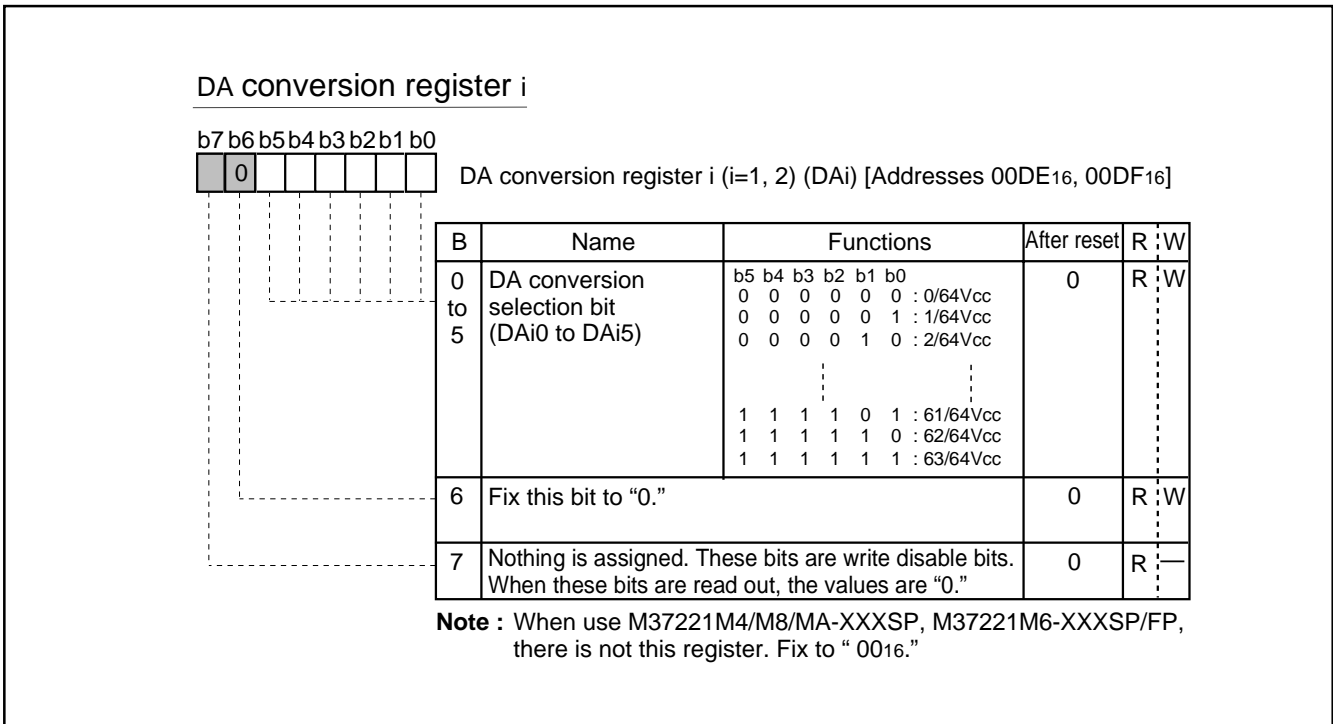 DA conversion register i
b7 b6 b5 b4 b3 b2 b1 b0
0
DA conversion register i (i=1, 2) (DAi) [Addresses 00DE16, 00DF16]
B Name Functions After reset R W
0 to 5 DA conversion selection bit (DAi0 to DAi5) 0 R W
b5 b4 b3 b2 b1 b0
0 0 0 0 0 0 : 0/64Vcc
0 0 0 0 0 1 : 1/64Vcc
0 0 0 0 1 0 : 2/64Vcc
1 1 1 1 0 1 : 61/64Vcc
1 1 1 1 1 0 : 62/64Vcc
1 1 1 1 1 1 : 63/64Vcc
6 Fix this bit to “0.” 0 R W
7 Nothing is assigned. These bits are write disable bits. 0 R —
When these bits are read out, the values are “0.”
Note : When use M37221M4/M8/MA-XXXSP, M37221M6-XXXSP/FP,
there is not this register. Fix to “ 0016.”